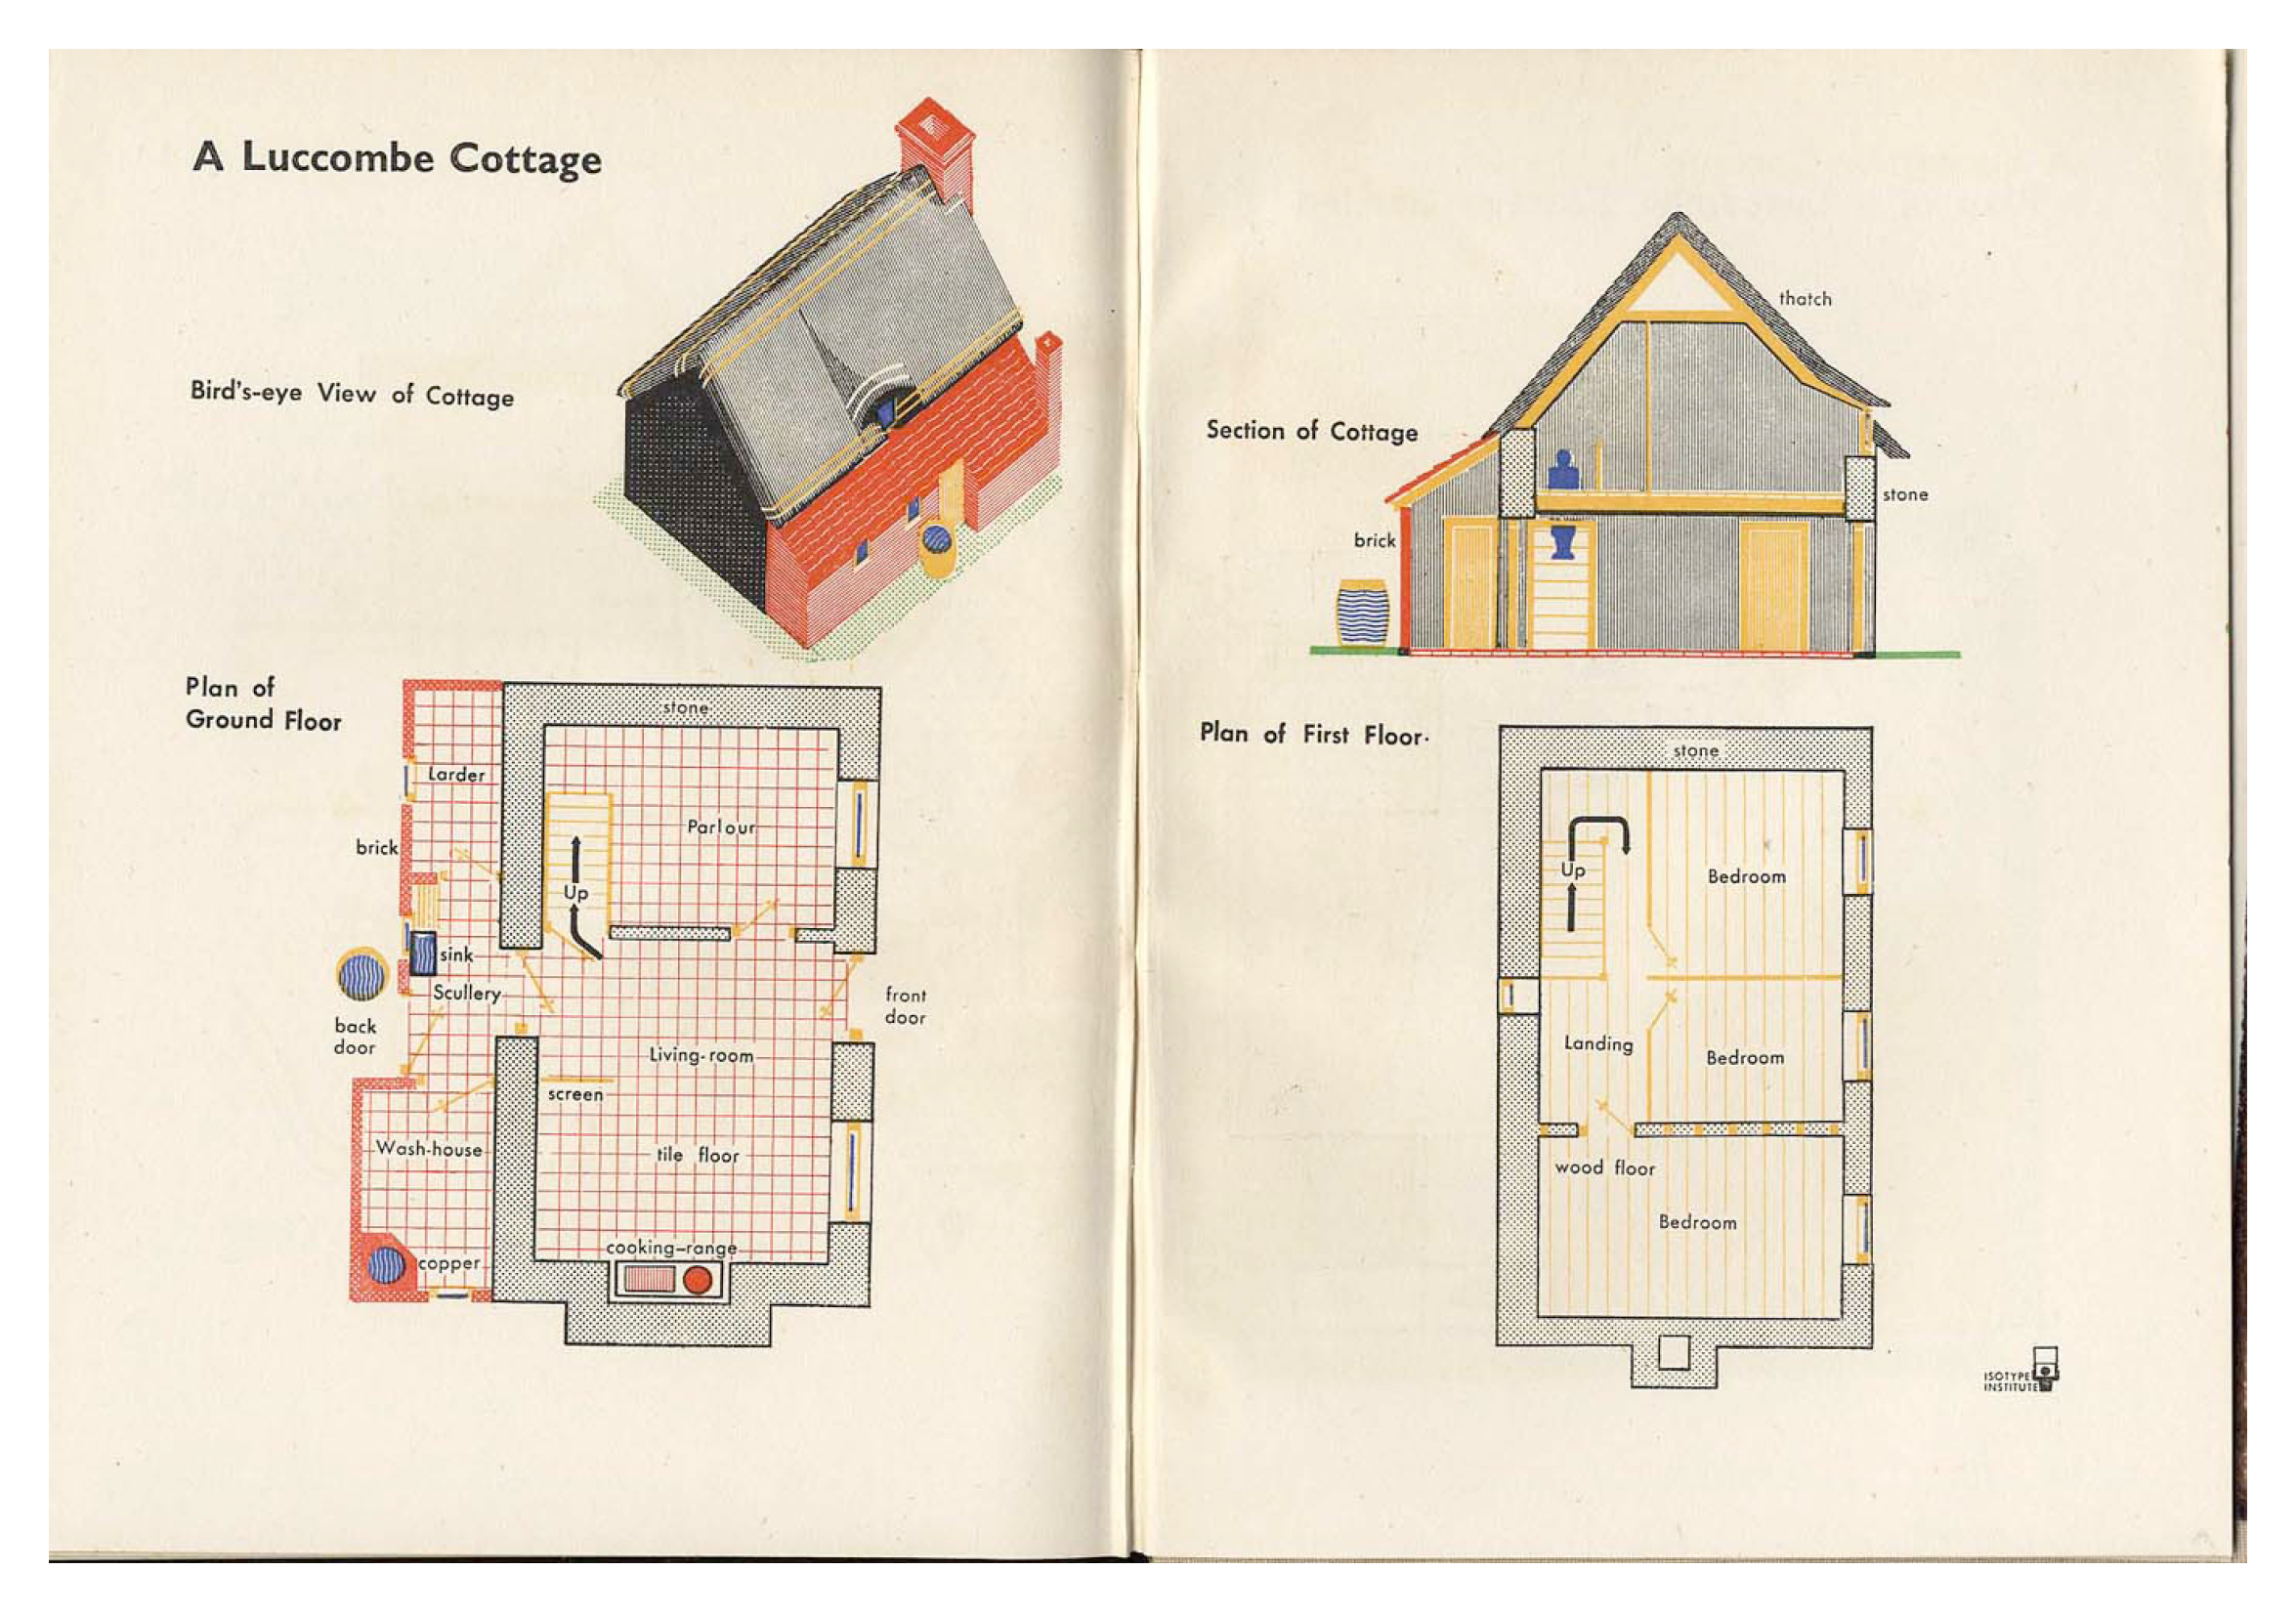 A Luccombe Cottage
Bird's-eye View of Cottage
Plan of
Ground Floor
stone
Larder
Parlour
brick
Up
sink
Scullery
front
door
back
door
Living-room
screen
Wash-house
tile floor
cooking-range
copper
thatch
Section of Cottage
stone
brick
Plan of First Floor.
stone
Up
Bedroom
Landing
Bedroom
wood floor
Bedroom
ISOTYPE
INSTITUTE